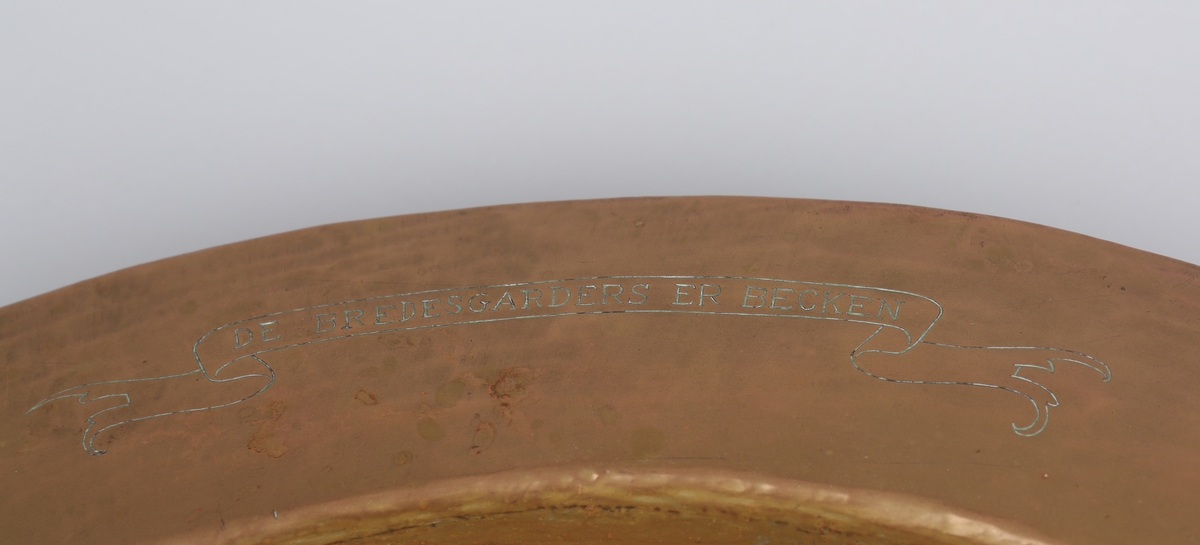 DE BREDESGARDERS ER BECKEN